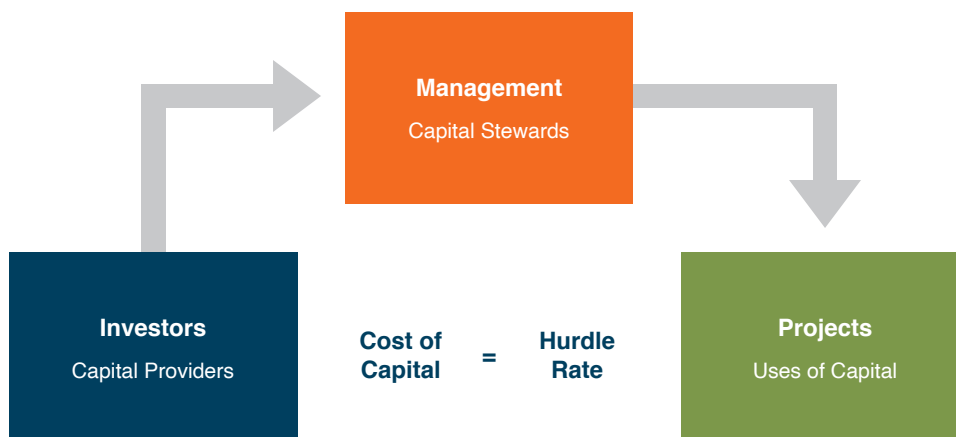 Management
Capital Stewards
Investors
Capital Providers
Cost of
Capital
=
Hurdle
Rate
Projects
Uses of Capital